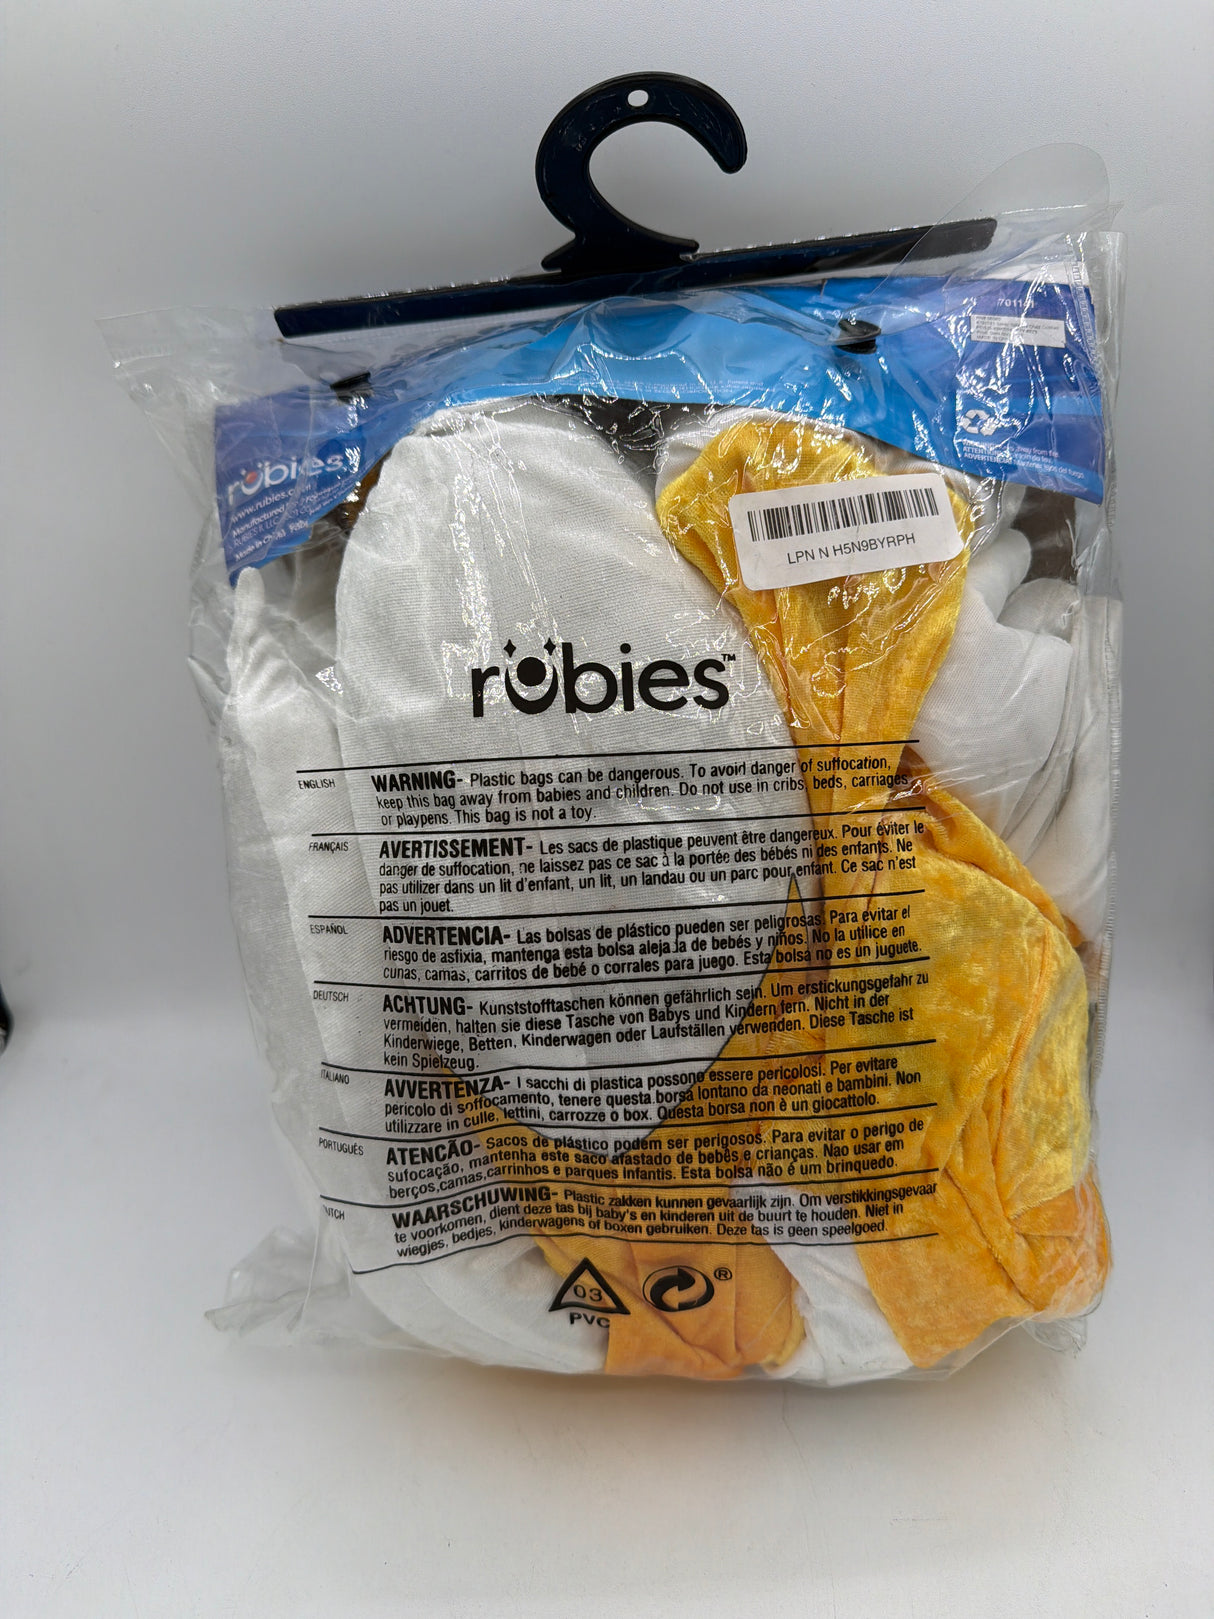 rubies
www.rubies.com
Made in China
ATTENTION
ADVERTENCIA
LPN N H5N9BYRPH
rubies™
ENGLISH
WARNING- Plastic bags can be dangerous. To avoid danger of suffocation,
keep this bag away from babies and children. Do not use in cribs, beds, carriages
or playpens. This bag is not a toy.
FRANÇAIS
AVERTISSEMENT- Les sacs de plastique peuvent être dangereux. Pour éviter le
danger de suffocation, ne laissez pas ce sac à la portée des bébés ni des enfants. Ne
pas utilizer dans un lit d'enfant, un lit, un landau ou un parc pour enfant. Ce sac n'est
pas un jouet.
ESPAÑOL
ADVERTENCIA- Las bolsas de plástico pueden ser peligrosas. Para evitar el
riesgo de asfixia, mantenga esta bolsa aleja la de bebés y niños. No la utilice en
cunas, camas, carritos de bebé o corrales para juego. Esta bolsa no es un juguete.
DEUTSCH
ACHTUNG- Kunststofftaschen können gefährlich sein. Um erstickungsgefahr zu
vermeiden, halten sie diese Tasche von Babys und Kindern fern. Nicht in der
Kinderwiege, Betten, Kinderwagen oder Laufställen verwenden. Diese Tasche ist
kein Spielzeug.
ITALIANO
AVVERTENZA- I sacchi di plastica possono essere pericolosi. Per evitare
pericolo di soffocamento, tenere questa borsa lontano da neonati e bambini. Non
utilizzare in culle, lettini, carrozze o box. Questa borsa non è un giocattolo.
PORTUGUÊS
ATENCÃO- Sacos de plástico podem ser perigosos. Para evitar o perigo de
sufocação, mantenha este saco afastado de bebês e crianças. Nao usar em
berços,camas,carrinhos e parques Infantis. Esta bolsa não é um brinquedo.
WAARSCHUWING- Plastic zakken kunnen gevaarlijk zijn. Om verstikkingsgevaar
te voorkomen, dient deze tas bij baby's en kinderen uit de buurt te houden. Niet in
wiegjes, bedjes, kinderwagens of boxen gebruiken. Deze tas is geen speelgoed.
03
PVC
®